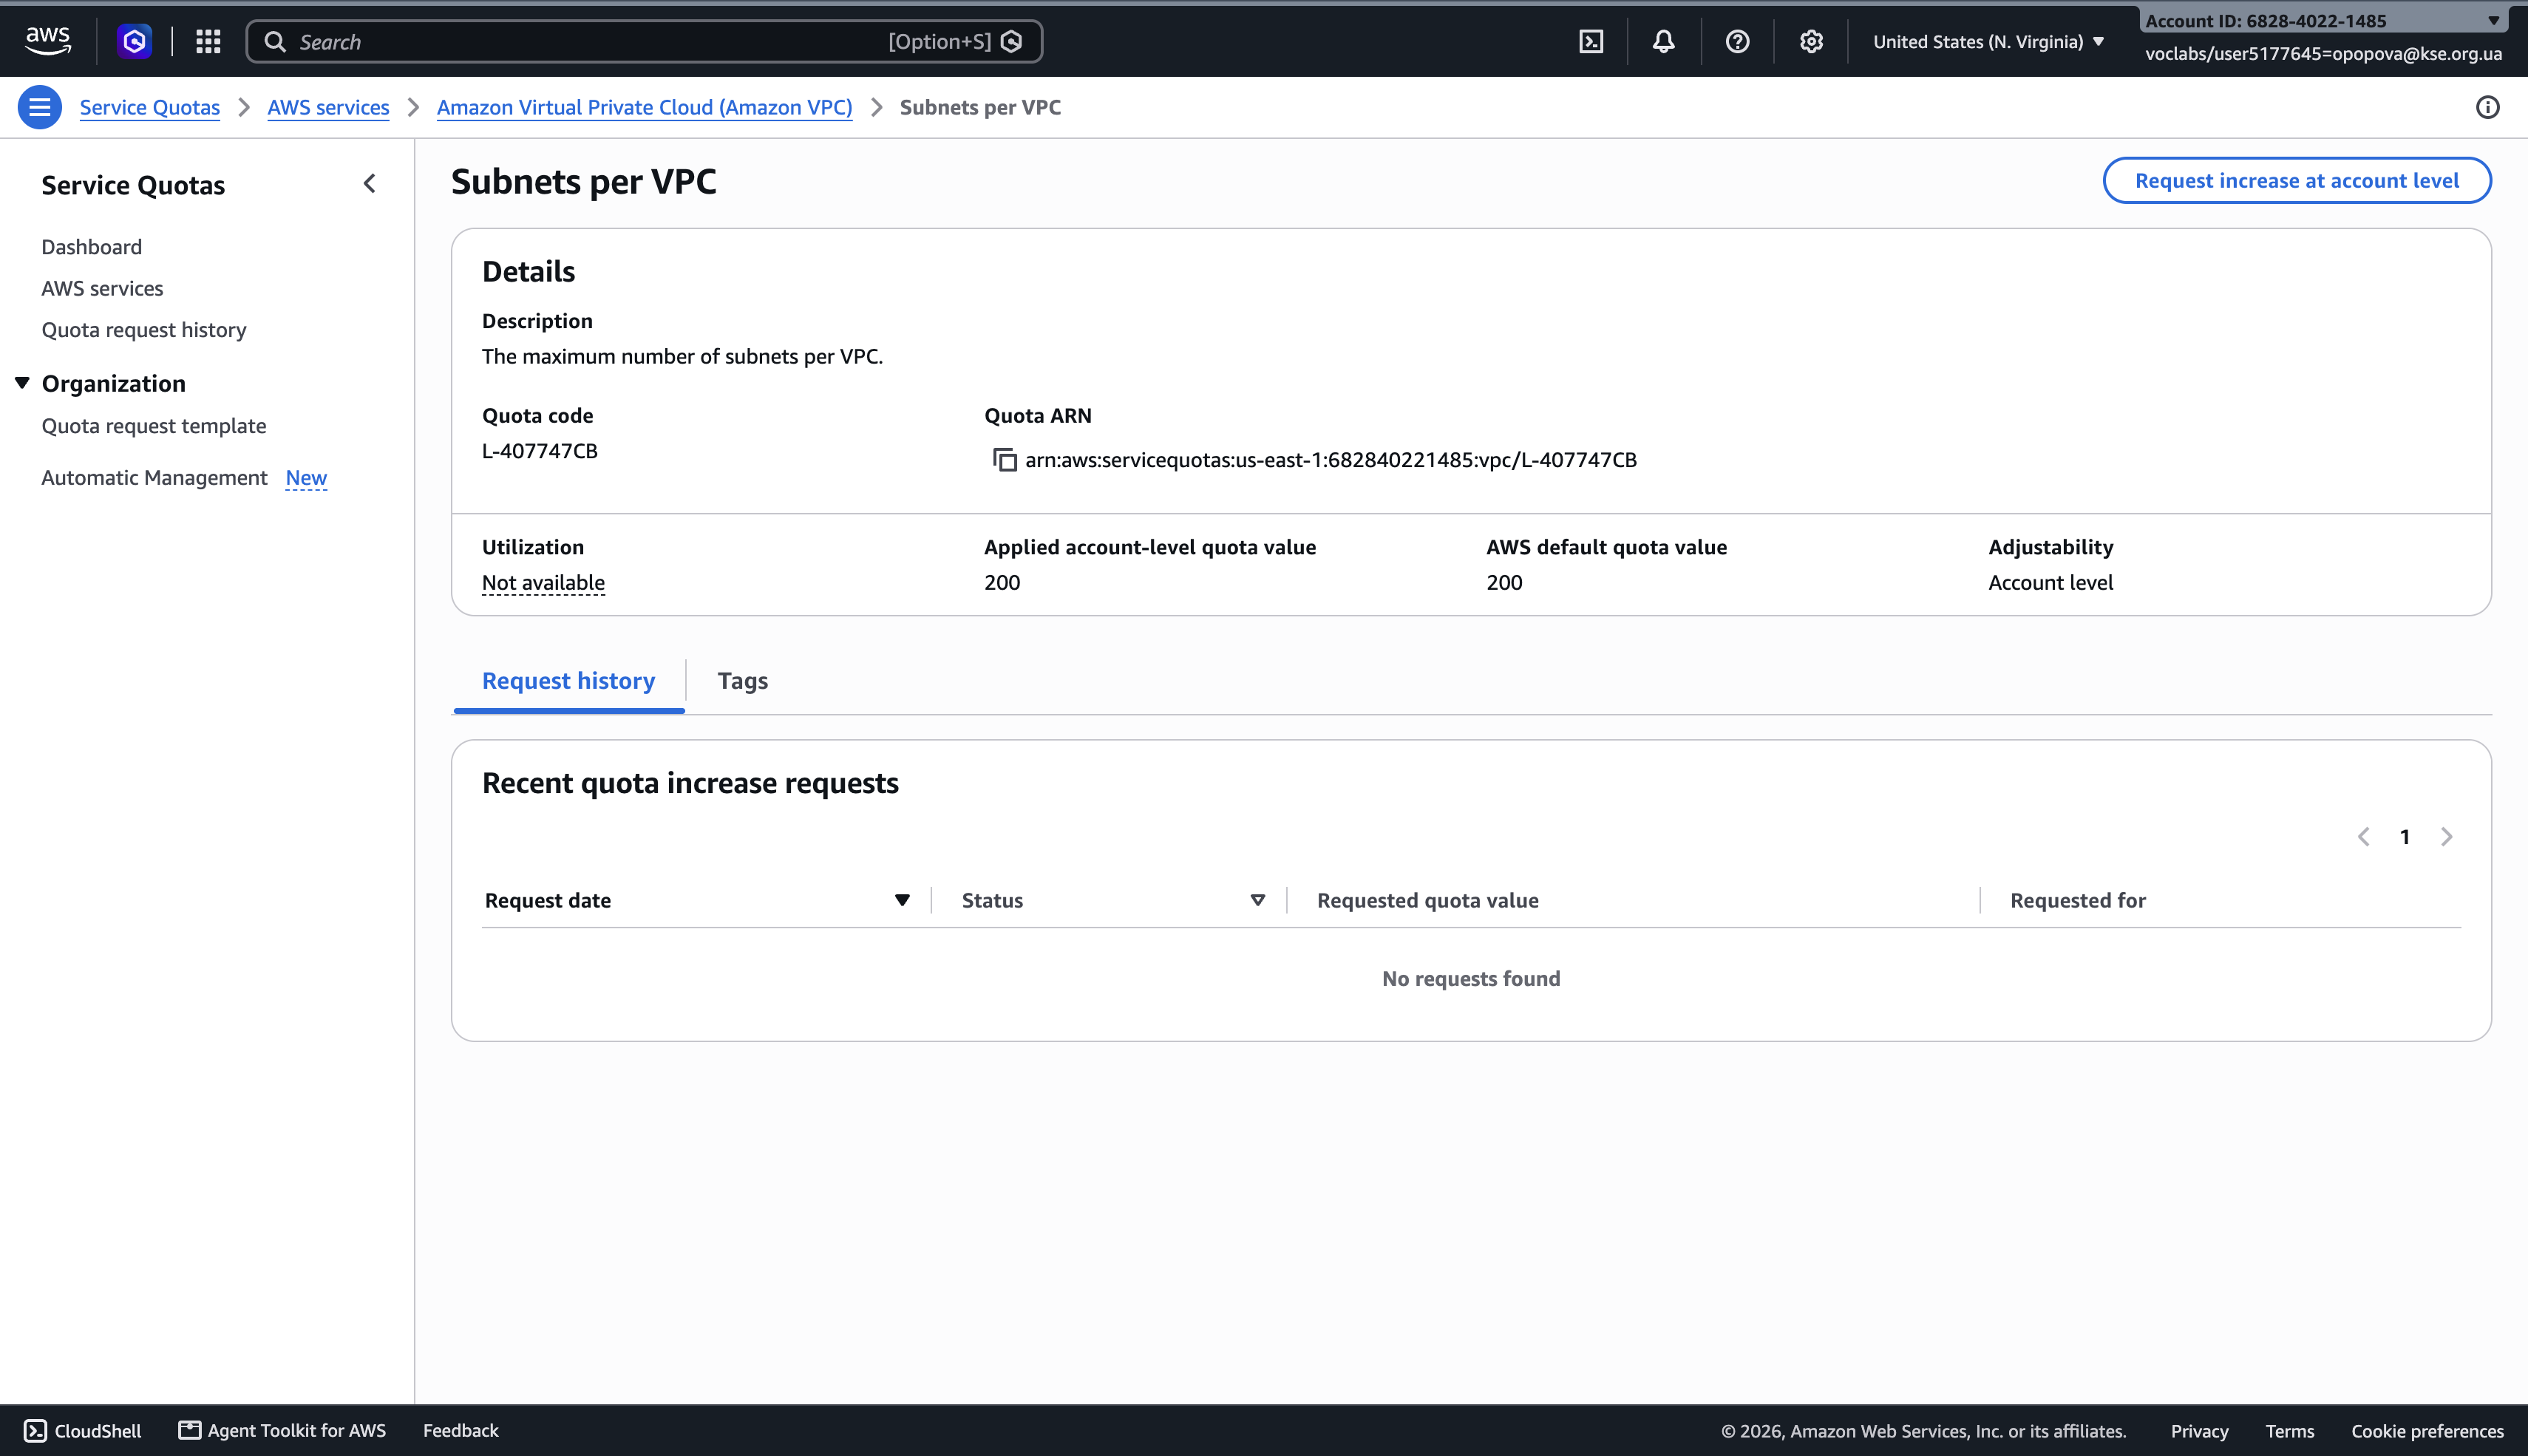 aws
Search
[Option+S]
United States (N. Virginia)
Account ID: 6828-4022-1485
voclabs/user5177645=opopova@kse.org.ua
Service Quotas
AWS services
Amazon Virtual Private Cloud (Amazon VPC)
Subnets per VPC
Service Quotas
Dashboard
AWS services
Quota request history
Organization
Quota request template
Automatic Management New
Subnets per VPC
Request increase at account level
Details
Description
The maximum number of subnets per VPC.
Quota code
L-407747CB
Quota ARN
arn:aws:servicequotas:us-east-1:682840221485:vpc/L-407747CB
Utilization
Not available
Applied account-level quota value
200
AWS default quota value
200
Adjustability
Account level
Request history
Tags
Recent quota increase requests
1
Request date
Status
Requested quota value
Requested for
No requests found
CloudShell
Agent Toolkit for AWS
Feedback
© 2026, Amazon Web Services, Inc. or its affiliates.
Privacy
Terms
Cookie preferences